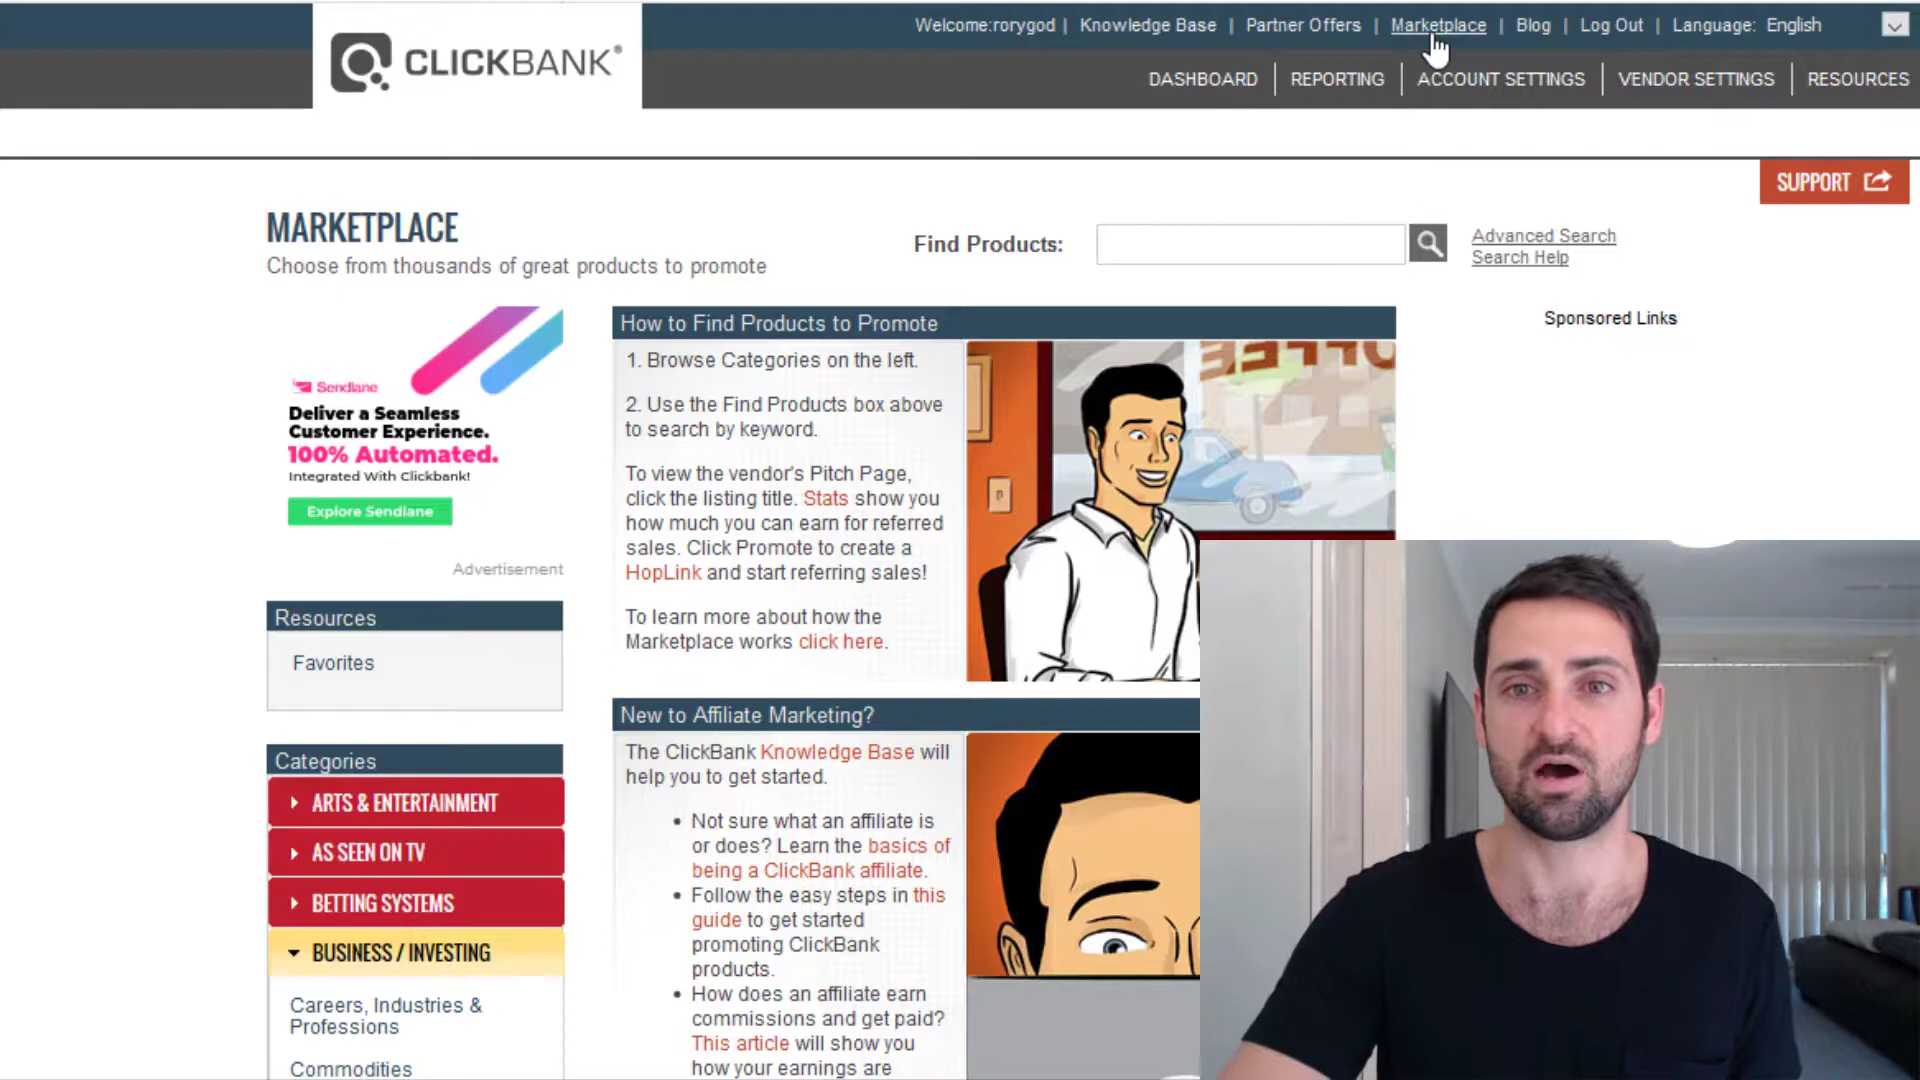 Welcome:rorygod | Knowledge Base | Partner Offers | Marketplace | Blog | Log Out | Language: English
CLICKBANK®
DASHBOARD | REPORTING | ACCOUNT SETTINGS | VENDOR SETTINGS | RESOURCES
SUPPORT
MARKETPLACE
Choose from thousands of great products to promote
Find Products:
Advanced Search
Search Help
Sendlane
Deliver a Seamless
Customer Experience.
100% Automated.
Integrated With Clickbank!
Explore Sendlane
Advertisement
Resources
Favorites
Categories
ARTS & ENTERTAINMENT
AS SEEN ON TV
BETTING SYSTEMS
BUSINESS / INVESTING
Careers, Industries &
Professions
Commodities
How to Find Products to Promote
1. Browse Categories on the left.
2. Use the Find Products box above
to search by keyword.
To view the vendor's Pitch Page,
click the listing title. Stats show you
how much you can earn for referred
sales. Click Promote to create a
HopLink and start referring sales!
To learn more about how the
Marketplace works click here.
New to Affiliate Marketing?
The ClickBank Knowledge Base will
help you to get started.
• Not sure what an affiliate is
or does? Learn the basics of
being a ClickBank affiliate.
• Follow the easy steps in this
guide to get started
promoting ClickBank
products.
• How does an affiliate earn
commissions and get paid?
This article will show you
how your earnings are
Sponsored Links